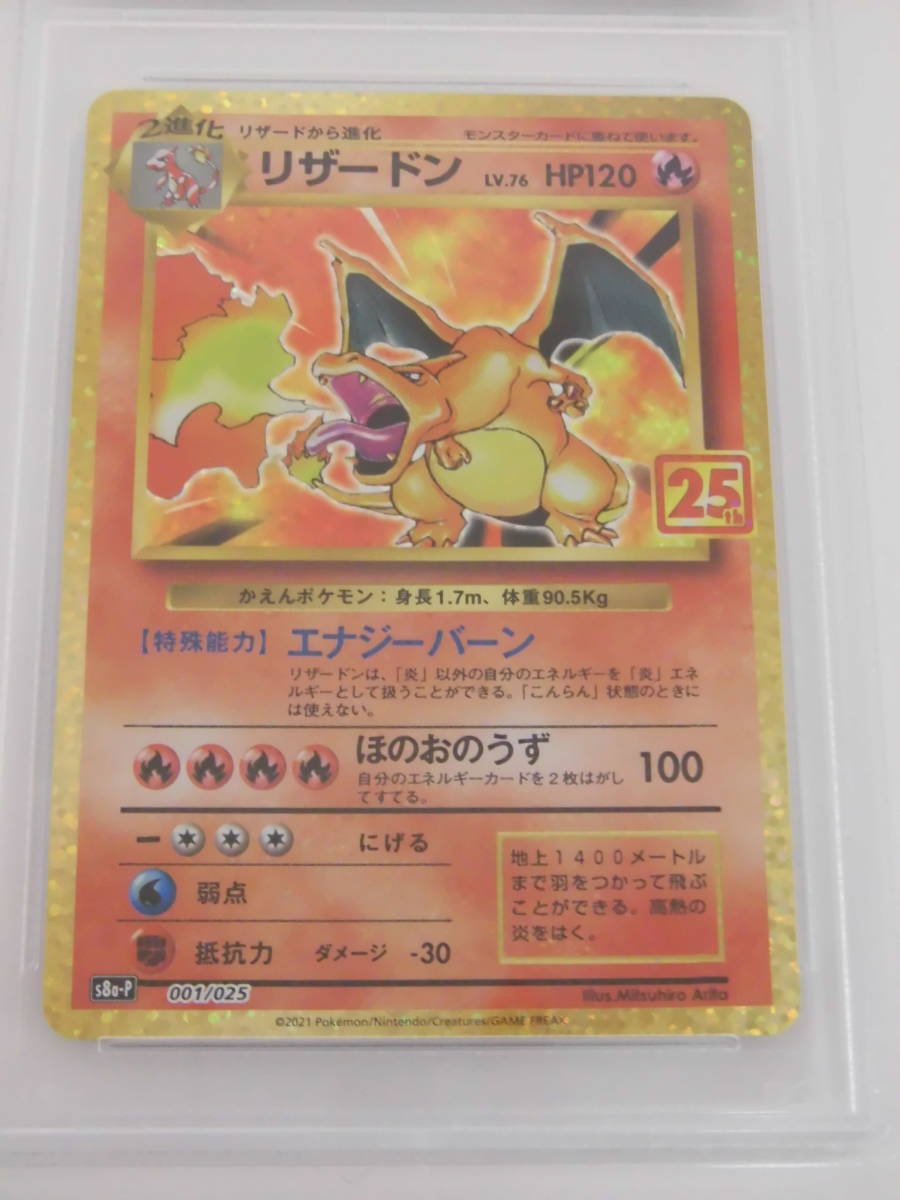 2進化 リザードから進化 モンスターカードに重ねて使います。
リザードン LV.76 HP120
25th
かえんポケモン：身長1.7m、体重90.5Kg
【特殊能力】エナジーバーン
リザードンは、「炎」以外の自分のエネルギーを「炎」エネ
ルギーとして扱うことができる。「こんらん」状態のときに
は使えない。
ほのおのうず 100
自分のエネルギーカードを２枚はがし
てすてる。
ー にげる
弱点
抵抗力 ダメージ -30
地上１４００メートル
まで羽をつかって飛ぶ
ことができる。高熱の
炎をはく。
s8a-P 001/025 Illus.Mitsuhiro Arita
©2021 Pokémon/Nintendo/Creatures/GAME FREAK